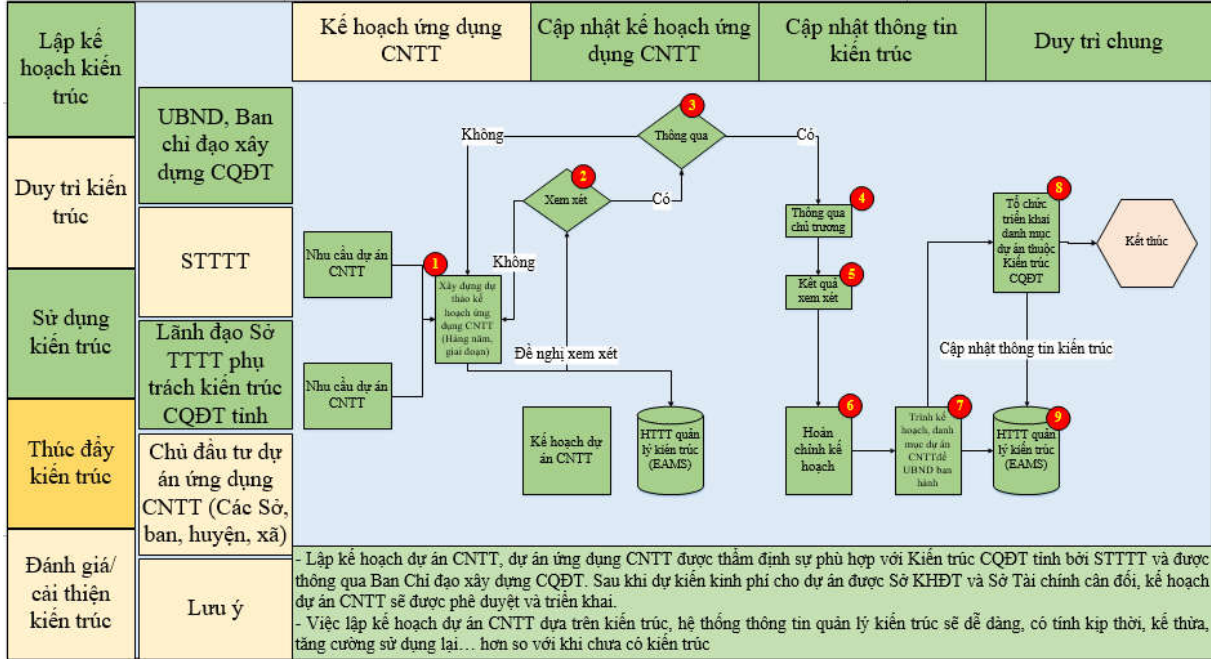 Kế hoạch ứng dụng
CNTT
Cập nhật kế hoạch ứng
dụng CNTT
Cập nhật thông tin
kiến trúc
Duy trì chung
Lập kế
hoạch kiến
trúc
Duy trì kiến
trúc
Sử dụng
kiến trúc
Thúc đẩy
kiến trúc
Đánh giá/
cải thiện
kiến trúc
UBND, Ban
chỉ đạo xây
dựng CQĐT
STTTT
Lãnh đạo Sở
TTTT phụ
trách kiến trúc
CQĐT tỉnh
Chủ đầu tư dự
án ứng dụng
CNTT (Các Sở,
ban, huyện, xã)
Lưu ý
3
Không
Thông qua
Có
2
Xem xét
Có
Không
Nhu cầu dự án
CNTT
Nhu cầu dự án
CNTT
1
Xây dựng dự
thảo kế
hoạch ứng
dụng CNTT
(Hàng năm,
giai đoạn)
Đề nghị xem xét
Kế hoạch dự
án CNTT
HTTT quản
lý kiến trúc
(EAMS)
4
Thông qua
chủ trương
5
Kết quả
xem xét
6
Hoàn
chỉnh kế
hoạch
7
Trình kế
hoạch, danh
mục dự án
CNTTđề
UBND ban
hành
8
Tổ chức
triển khai
danh mục
dự án thuộc
Kiến trúc
CQĐT
Kết thúc
Cập nhật thông tin kiến trúc
9
HTTT quản
lý kiến trúc
(EAMS)
- Lập kế hoạch dự án CNTT, dự án ứng dụng CNTT được thẩm định sự phù hợp với Kiến trúc CQĐT tỉnh bởi STTTT và được
thông qua Ban Chỉ đạo xây dựng CQĐT. Sau khi dự kiến kinh phí cho dự án được Sở KHĐT và Sở Tài chính cân đối, kế hoạch
dự án CNTT sẽ được phê duyệt và triển khai.
- Việc lập kế hoạch dự án CNTT dựa trên kiến trúc, hệ thống thông tin quản lý kiến trúc sẽ dễ dàng, có tính kịp thời, kế thừa,
tăng cường sử dụng lại… hơn so với khi chưa có kiến trúc